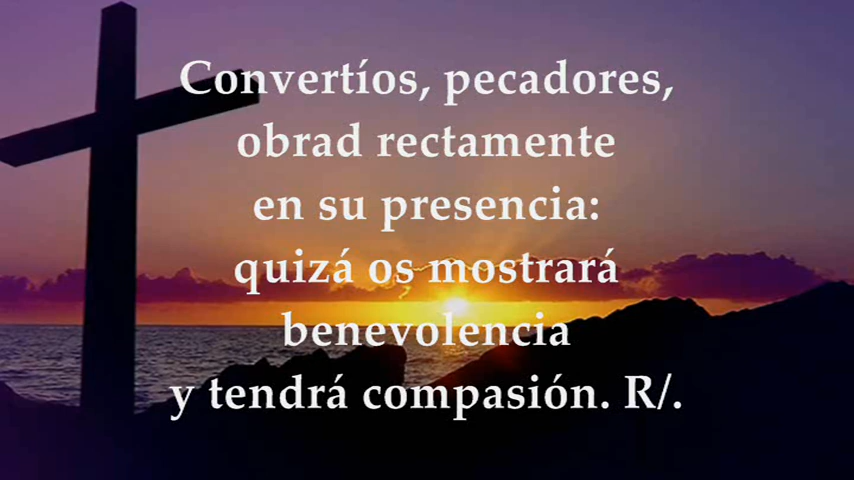 Convertíos, pecadores,
obrad rectamente
en su presencia:
quizá os mostrará
benevolencia
y tendrá compasión. R/.